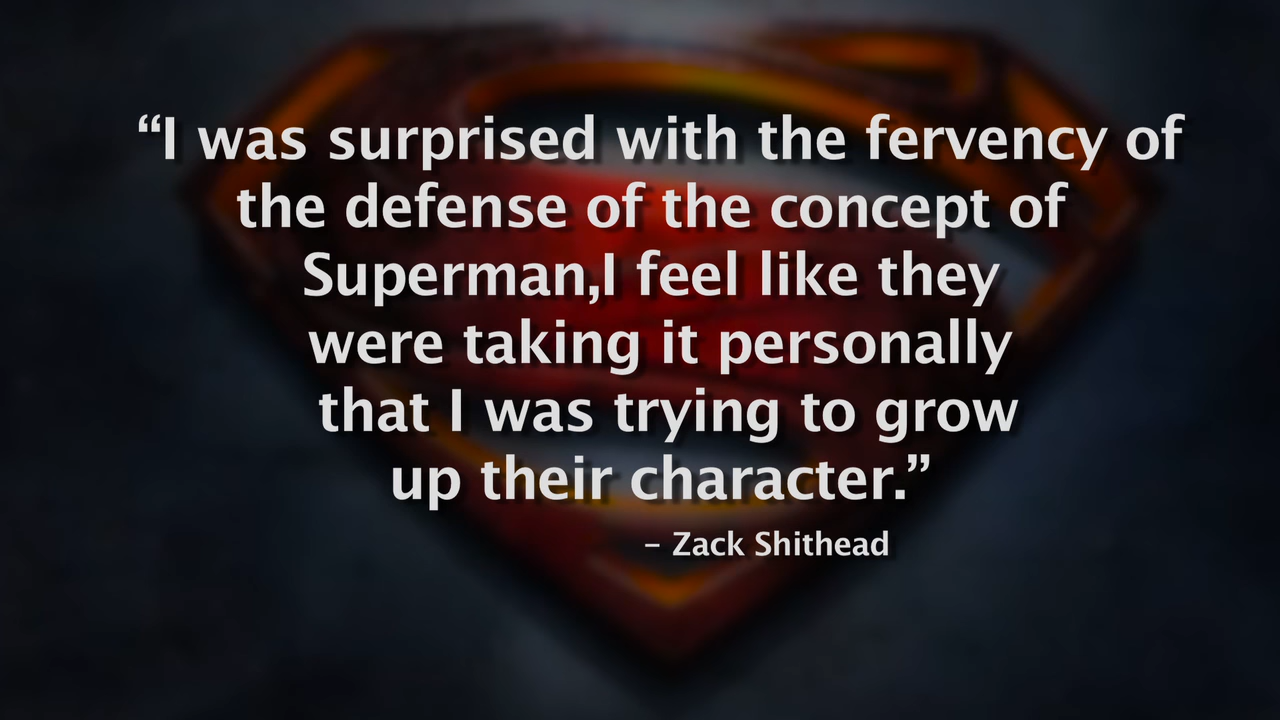 “I was surprised with the fervency of
the defense of the concept of
Superman,I feel like they
were taking it personally
that I was trying to grow
up their character.”
– Zack Shithead